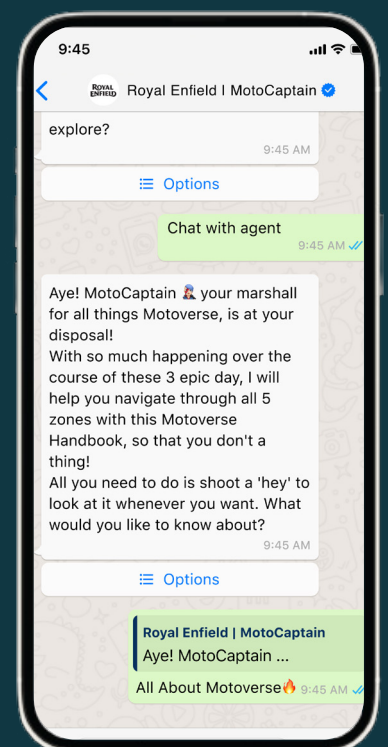 9:45
ROYAL
ENFIELD
Royal Enfield I MotoCaptain
explore?
9:45 AM
Options
Chat with agent
9:45 AM
Aye! MotoCaptain your marshall
for all things Motoverse, is at your
disposal!
With so much happening over the
course of these 3 epic day, I will
help you navigate through all 5
zones with this Motoverse
Handbook, so that you don't a
thing!
All you need to do is shoot a 'hey' to
look at it whenever you want. What
would you like to know about?
9:45 AM
Options
Royal Enfield | MotoCaptain
Aye! MotoCaptain ...
All About Motoverse🔥 9:45 AM